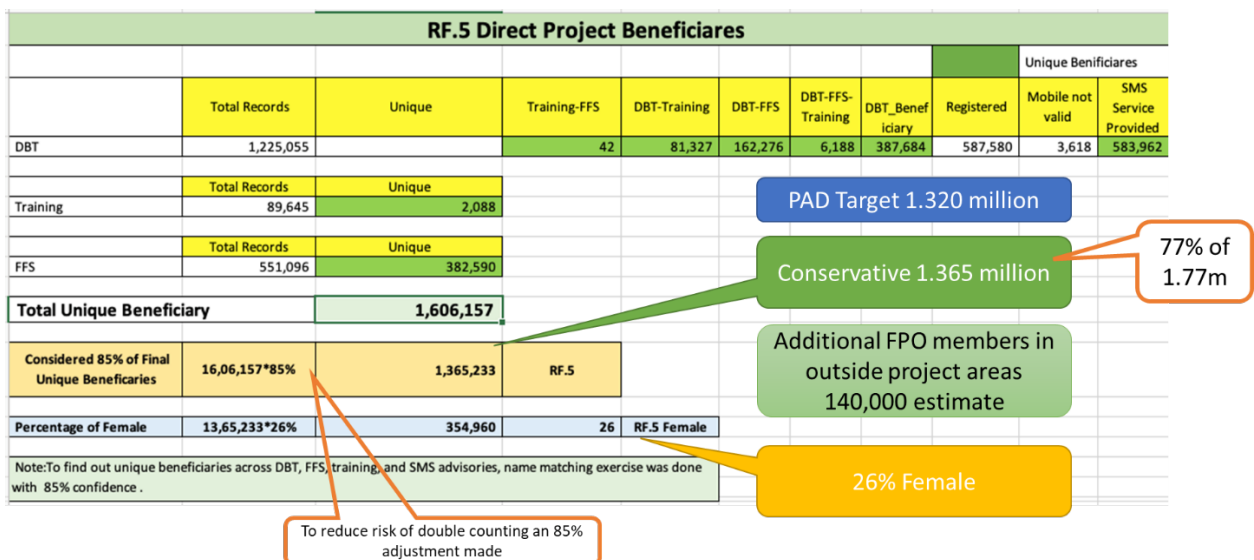 RF.5 Direct Project Beneficiares
Unique Benificiares
Total Records Unique Training-FFS DBT-Training DBT-FFS DBT-FFS-Training DBT_Beneficiary Registered Mobile not valid SMS Service Provided
DBT 1,225,055 42 81,327 162,276 6,188 387,684 587,580 3,618 583,962
Total Records Unique
Training 89,645 2,088
Total Records Unique
FFS 551,096 382,590
Total Unique Beneficiary 1,606,157
Considered 85% of Final
Unique Beneficaries 16,06,157*85% 1,365,233 RF.5
Percentage of Female 13,65,233*26% 354,960 26 RF.5 Female
Note:To find out unique beneficiaries across DBT, FFS, training, and SMS advisories, name matching exercise was done
with 85% confidence .
PAD Target 1.320 million
Conservative 1.365 million
77% of
1.77m
Additional FPO members in
outside project areas
140,000 estimate
26% Female
To reduce risk of double counting an 85%
adjustment made